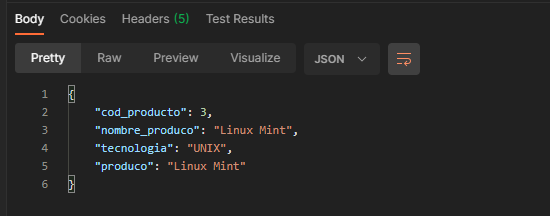 Body Cookies Headers (5) Test Results
Pretty Raw Preview Visualize JSON
1 {
2 "cod_producto": 3,
3 "nombre_produco": "Linux Mint",
4 "tecnologia": "UNIX",
5 "produco": "Linux Mint"
6 }